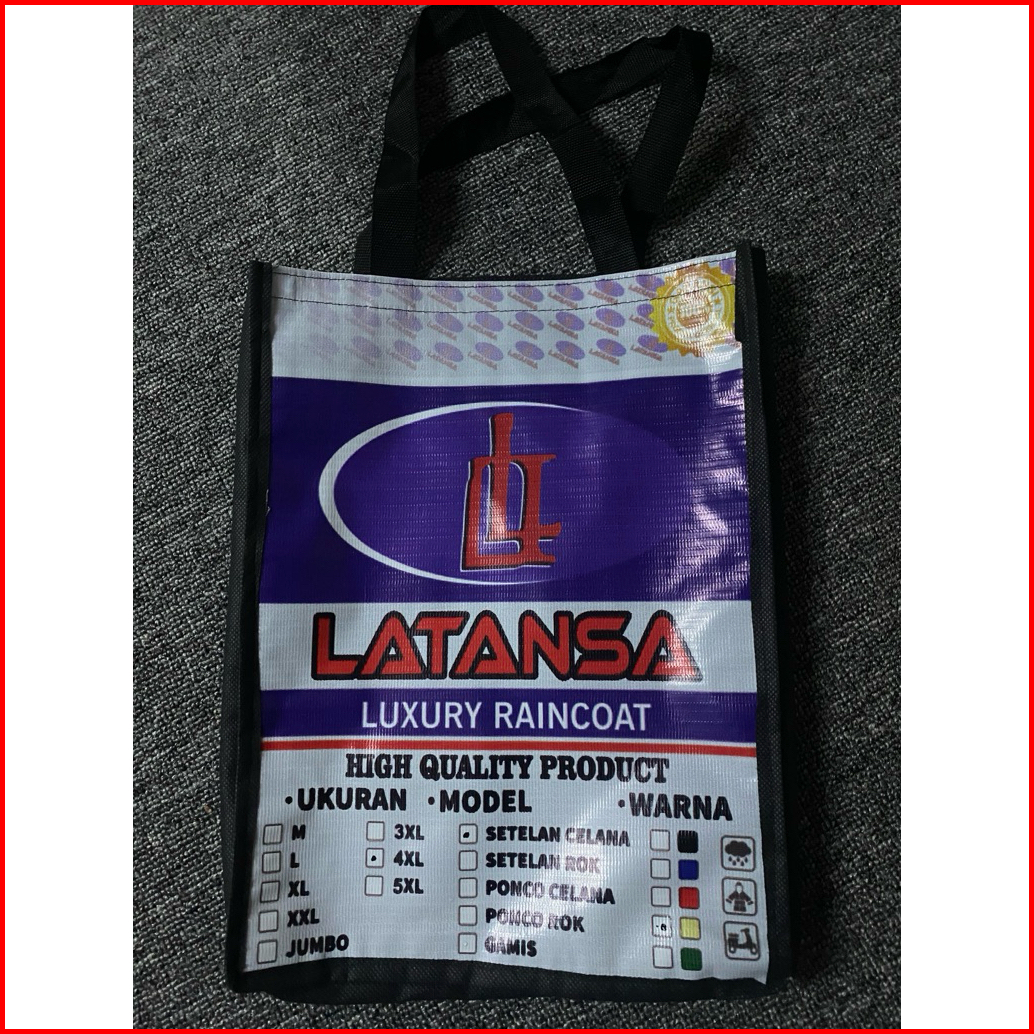 LATANSA
LUXURY RAINCOAT
HIGH QUALITY PRODUCT
•UKURAN •MODEL •WARNA
M 3XL SETELAN CELANA
L 4XL SETELAN ROK
XL 5XL PONCO CELANA
XXL PONCO ROK
JUMBO GAMIS